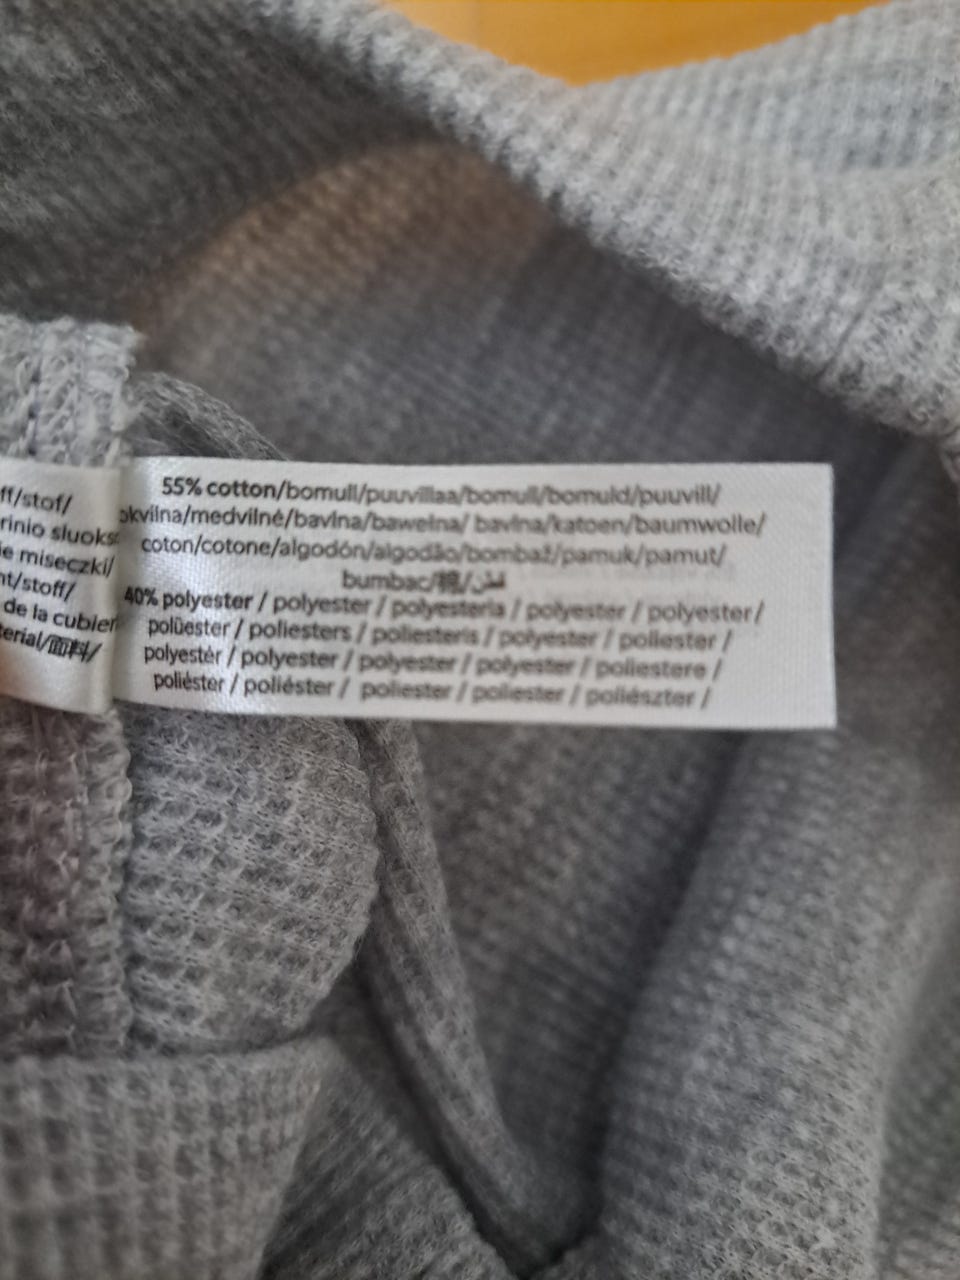 ff/stof/
rinio sluoks
ie miseczki/
nt/stoff/
de la cubier
terial/面料/
55% cotton/bomull/puuvillaa/bomull/bomuld/puuvill/
okvilna/medvilné/bavlna/bawełna/ bavlna/katoen/baumwolle/
coton/cotone/algodón/algodão/bombaž/pamuk/pamut/
bumbac/棉/
40% polyester / polyester / polyesteria / polyester / polyester/
polüester / poliesters / poliesteris / polyester / poliester /
polyestér / polyester / polyester / polyester / poliestere /
poliéster / poliéster / poliester / poliester / poliészter /